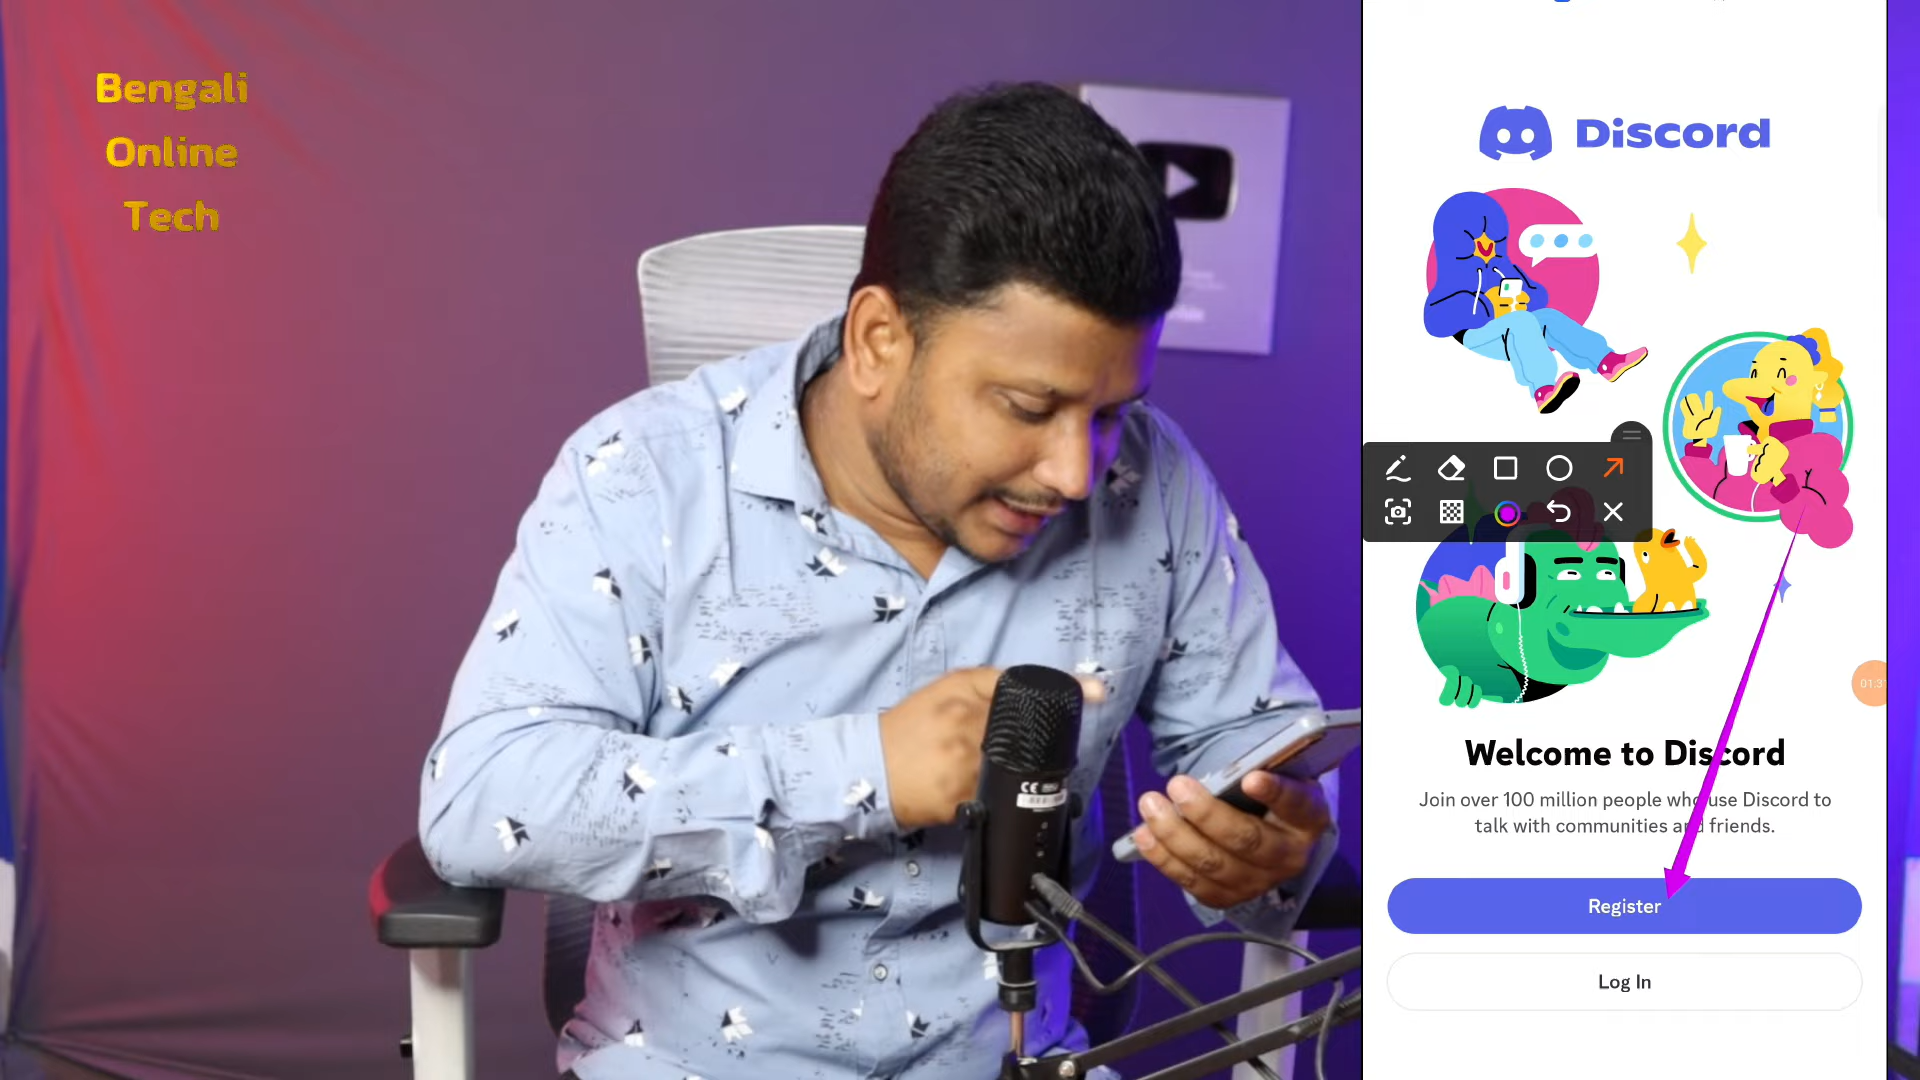 Bengali
Online
Tech
Discord
Welcome to Discord
Join over 100 million people who use Discord to
talk with communities and friends.
Register
Log In
CE